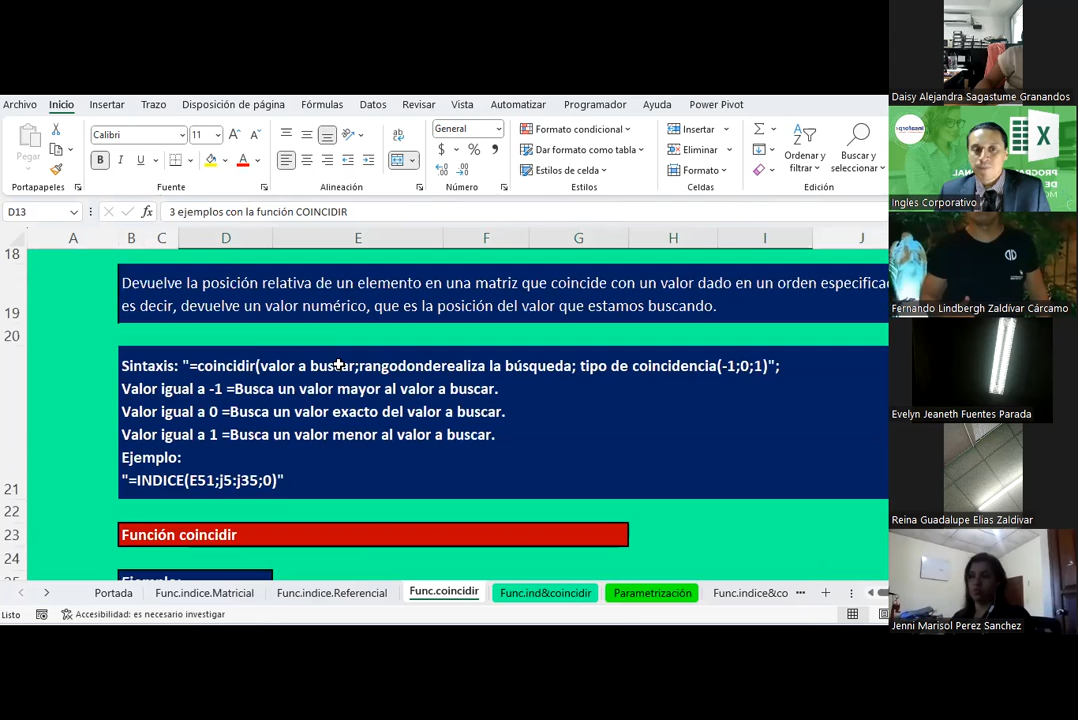 Archivo Inicio Insertar Trazo Disposición de página Fórmulas Datos Revisar Vista Automatizar Programador Ayuda Power Pivot
Pegar
Portapapeles
Calibri 11
Fuente
Alineación
General
Número
Formato condicional
Dar formato como tabla
Estilos de celda
Estilos
Insertar
Eliminar
Formato
Celdas
Ordenar y filtrar
Buscar y seleccionar
Edición
D13 fx 3 ejemplos con la función COINCIDIR
A B C D E F G H I J
18
19
20
21
22
23
24
Devuelve la posición relativa de un elemento en una matriz que coincide con un valor dado en un orden especifica
es decir, devuelve un valor numérico, que es la posición del valor que estamos buscando.
Sintaxis: "=coincidir(valor a buscar;rangodonderealiza la búsqueda; tipo de coincidencia(-1;0;1)";
Valor igual a -1 =Busca un valor mayor al valor a buscar.
Valor igual a 0 =Busca un valor exacto del valor a buscar.
Valor igual a 1 =Busca un valor menor al valor a buscar.
Ejemplo:
"=INDICE(E51;j5:j35;0)"
Función coincidir
Ejemplo:
Portada Func.indice.Matricial Func.indice.Referencial Func.coincidir Func.ind&coincidir Parametrización Func.indice&co ...
Listo Accesibilidad: es necesario investigar
Daisy Alejandra Sagastume Granandos
Ingles Corporativo
Fernando Lindbergh Zaldívar Cárcamo
Evelyn Jeaneth Fuentes Parada
Reina Guadalupe Elias Zaldivar
Jenni Marisol Perez Sanchez